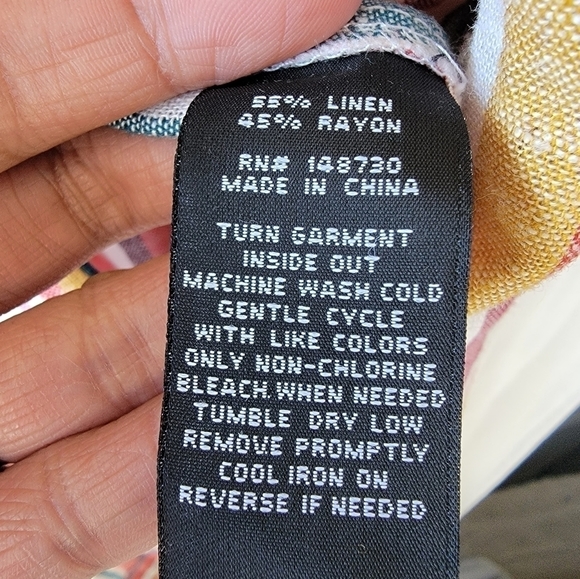 55% LINEN
45% RAYON
RN# 148730
MADE IN CHINA
TURN GARMENT
INSIDE OUT
MACHINE WASH COLD
GENTLE CYCLE
WITH LIKE COLORS
ONLY NON-CHLORINE
BLEACH.WHEN NEEDED
TUMBLE DRY LOW
REMOVE PROMPTLY
COOL IRON ON
REVERSE IF NEEDED